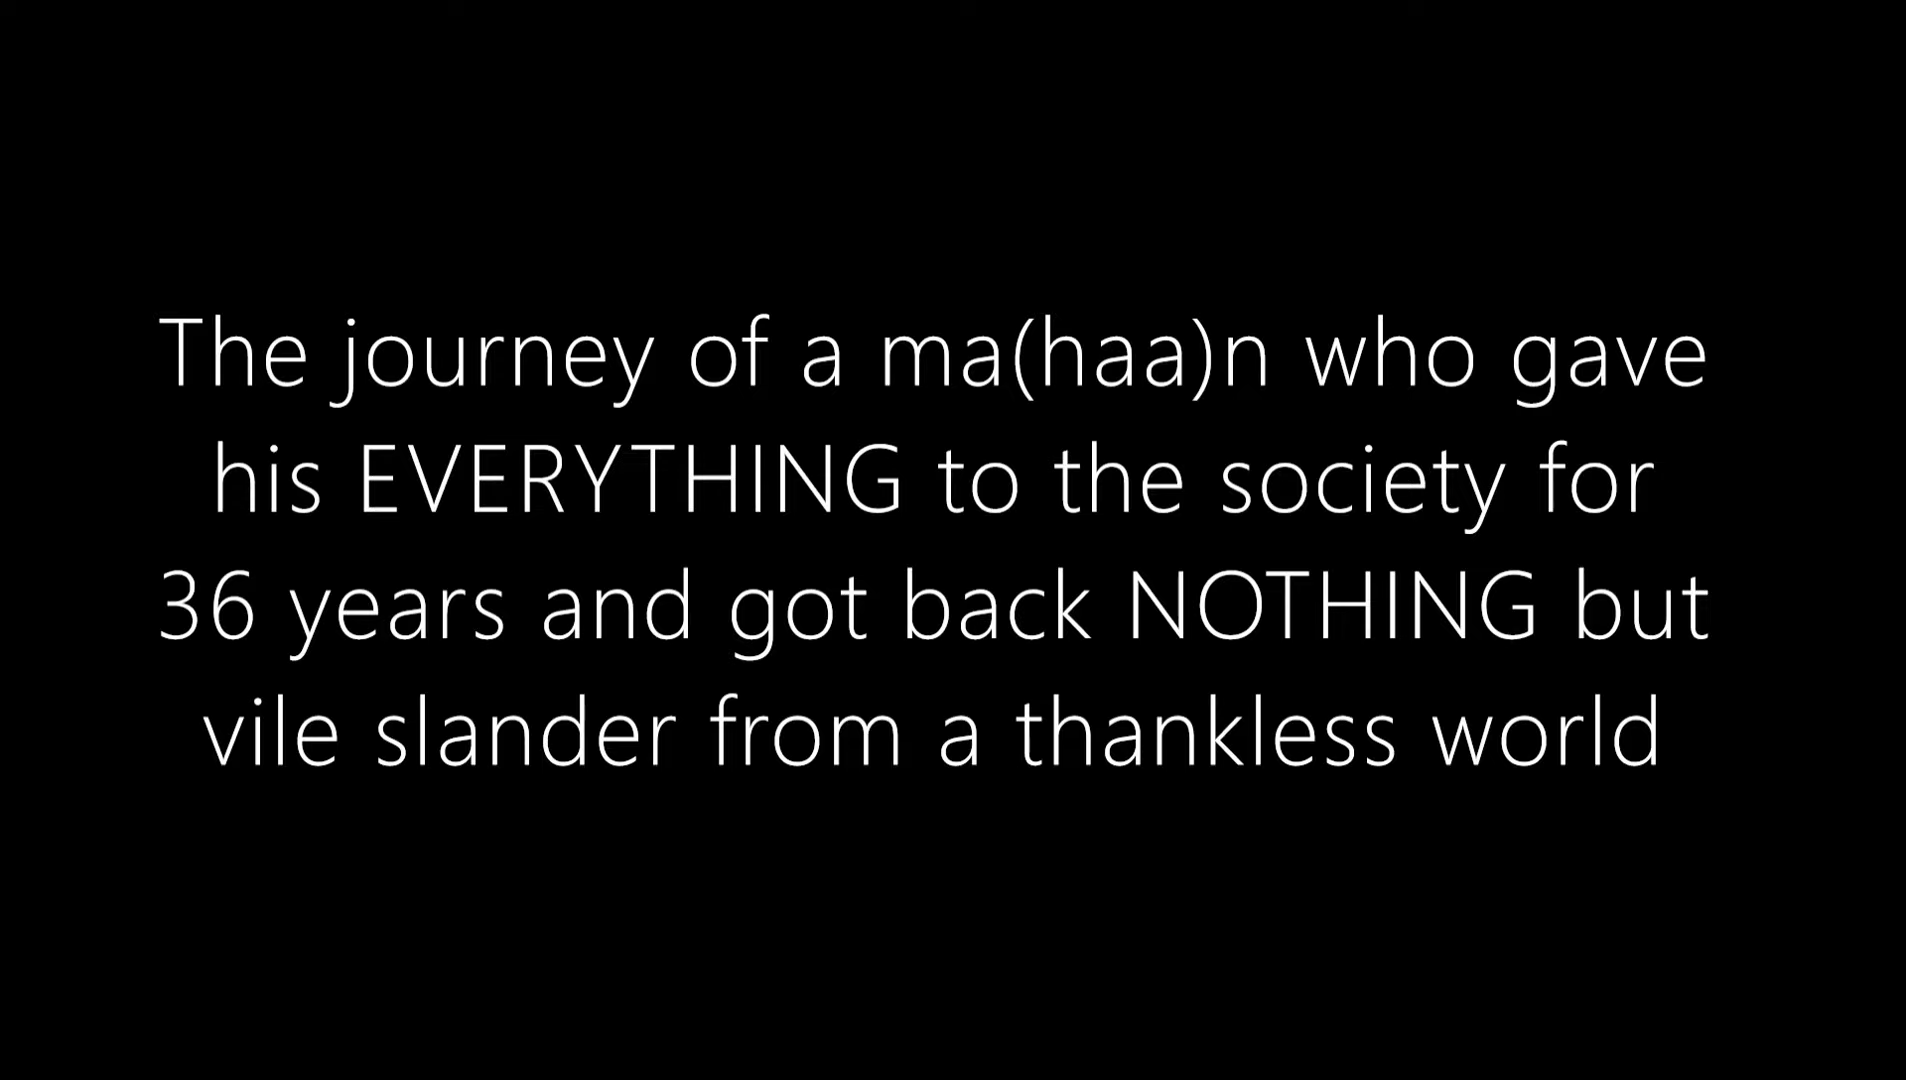 The journey of a ma(haa)n who gave
his EVERYTHING to the society for
36 years and got back NOTHING but
vile slander from a thankless world